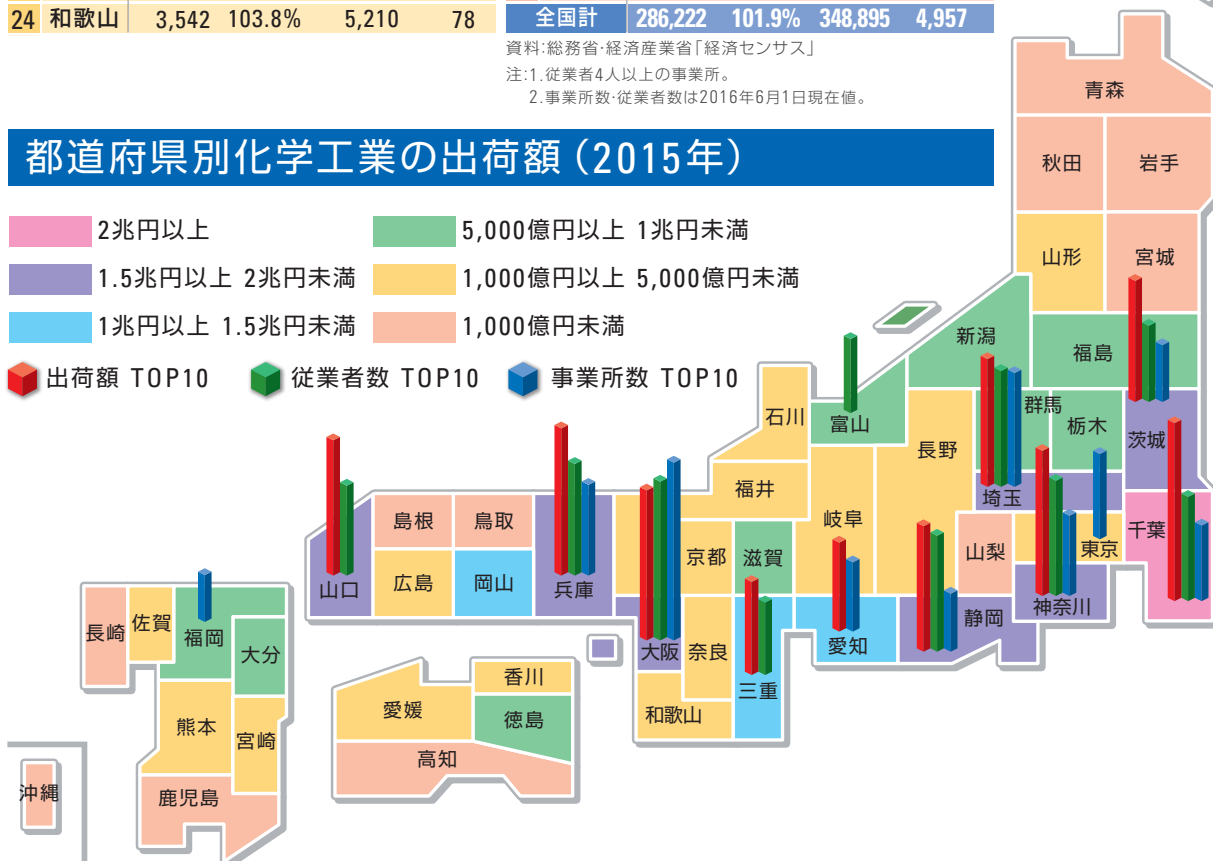 24 和歌山 3,542 103.8% 5,210 78
全国計 286,222 101.9% 348,895 4,957
資料:総務省・経済産業省「経済センサス」
注:1.従業者4人以上の事業所。
2.事業所数・従業者数は2016年6月1日現在値。
都道府県別化学工業の出荷額（2015年）
2兆円以上
5,000億円以上 1兆円未満
1.5兆円以上 2兆円未満
1,000億円以上 5,000億円未満
1兆円以上 1.5兆円未満
1,000億円未満
出荷額 TOP10
従業者数 TOP10
事業所数 TOP10
青森
秋田
岩手
山形
宮城
新潟
福島
群馬
栃木
茨城
富山
石川
長野
福井
岐阜
埼玉
千葉
東京
山梨
神奈川
静岡
愛知
滋賀
京都
三重
奈良
大阪
和歌山
兵庫
鳥取
島根
岡山
広島
山口
香川
徳島
愛媛
高知
福岡
佐賀
長崎
大分
熊本
宮崎
鹿児島
沖縄